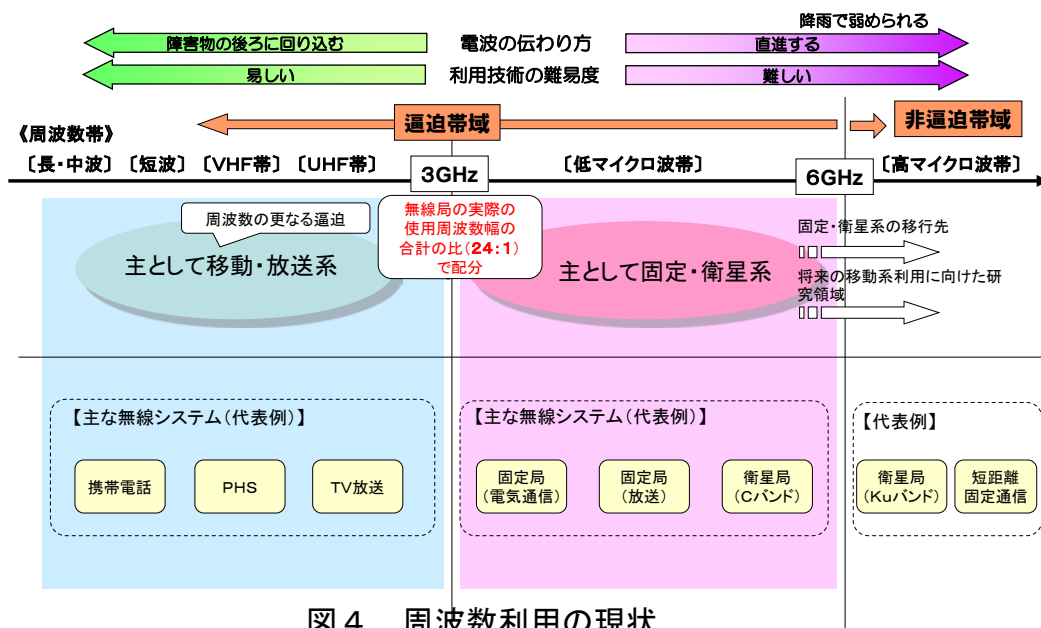 降雨で弱められる
障害物の後ろに回り込む
電波の伝わり方
直進する
易しい
利用技術の難易度
難しい
逼迫帯域
非逼迫帯域
《周波数帯》
〔長・中波〕 〔短波〕 〔VHF帯〕 〔UHF帯〕
3GHz
〔低マイクロ波帯〕
6GHz
〔高マイクロ波帯〕
周波数の更なる逼迫
主として移動・放送系
無線局の実際の
使用周波数幅の
合計の比(24:1)
で配分
主として固定・衛星系
固定・衛星系の移行先
将来の移動系利用に向けた研
究領域
【主な無線システム(代表例)】
携帯電話
PHS
TV放送
【主な無線システム(代表例)】
固定局
(電気通信)
固定局
(放送)
衛星局
(Cバンド)
【代表例】
衛星局
(Kuバンド)
短距離
固定通信
図4 周波数利用の現状